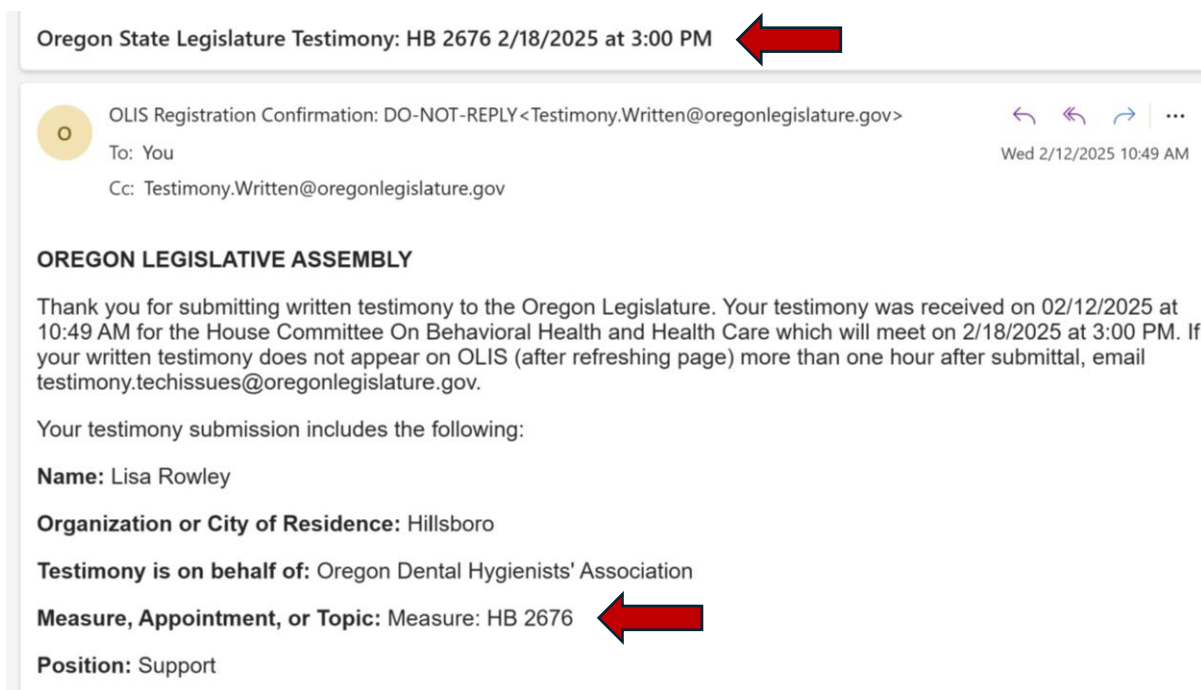 Oregon State Legislature Testimony: HB 2676 2/18/2025 at 3:00 PM
O
OLIS Registration Confirmation: DO-NOT-REPLY<Testimony.Written@oregonlegislature.gov>
To: You
Wed 2/12/2025 10:49 AM
Cc: Testimony.Written@oregonlegislature.gov
OREGON LEGISLATIVE ASSEMBLY
Thank you for submitting written testimony to the Oregon Legislature. Your testimony was received on 02/12/2025 at
10:49 AM for the House Committee On Behavioral Health and Health Care which will meet on 2/18/2025 at 3:00 PM. If
your written testimony does not appear on OLIS (after refreshing page) more than one hour after submittal, email
testimony.techissues@oregonlegislature.gov.
Your testimony submission includes the following:
Name: Lisa Rowley
Organization or City of Residence: Hillsboro
Testimony is on behalf of: Oregon Dental Hygienists' Association
Measure, Appointment, or Topic: Measure: HB 2676
Position: Support